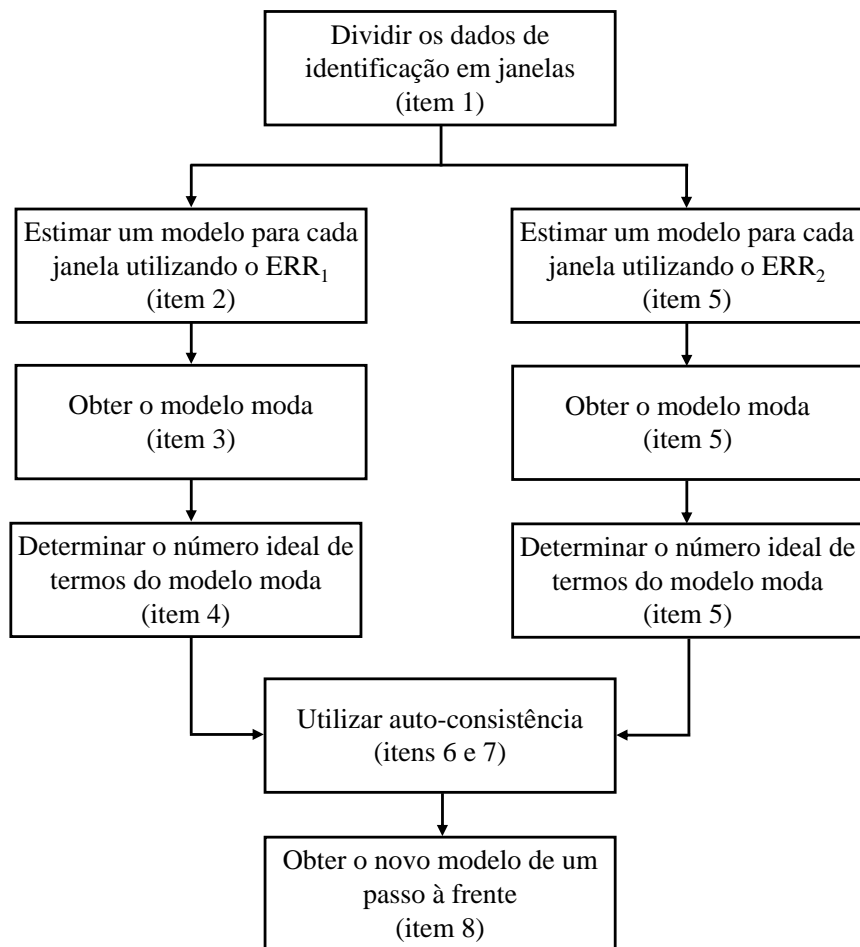 Dividir os dados de
identificação em janelas
(item 1)
Estimar um modelo para cada
janela utilizando o ERR₁
(item 2)
Estimar um modelo para cada
janela utilizando o ERR₂
(item 5)
Obter o modelo moda
(item 3)
Obter o modelo moda
(item 5)
Determinar o número ideal de
termos do modelo moda
(item 4)
Determinar o número ideal de
termos do modelo moda
(item 5)
Utilizar auto-consistência
(itens 6 e 7)
Obter o novo modelo de um
passo à frente
(item 8)